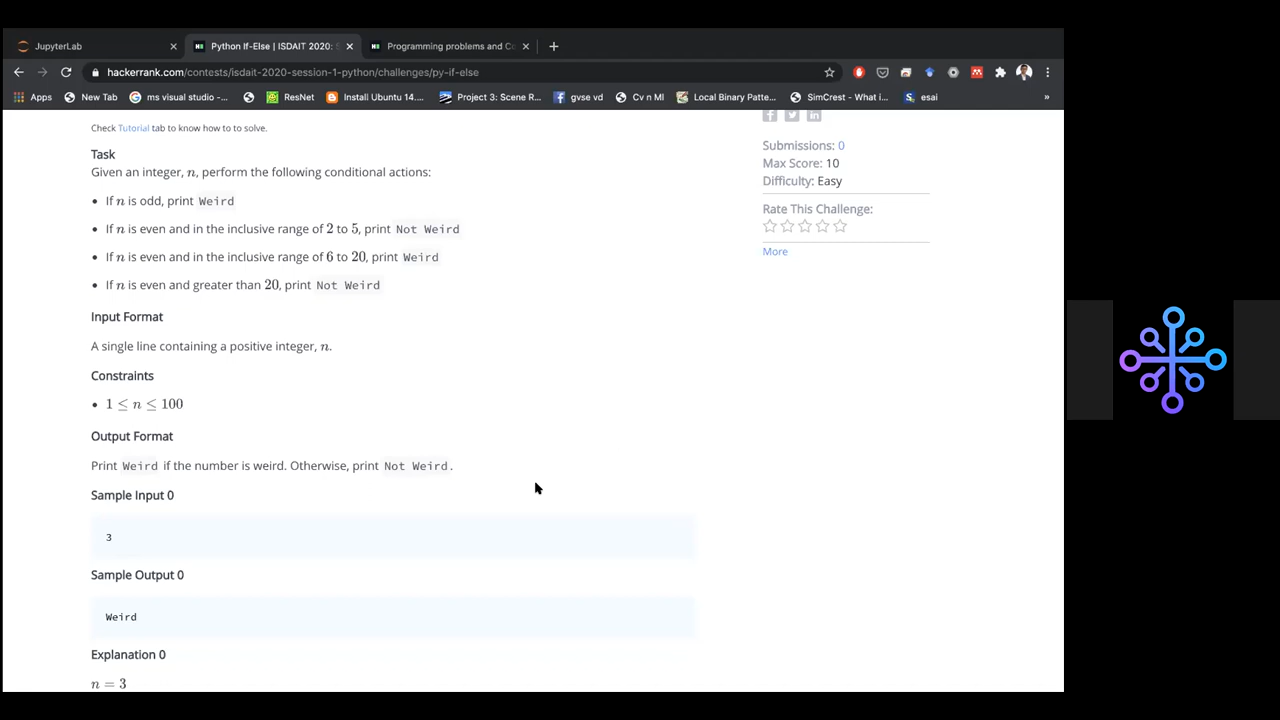 JupyterLab
Python If-Else | ISDAIT 2020: S
Programming problems and Co
hackerrank.com/contests/isdait-2020-session-1-python/challenges/py-if-else
Apps
New Tab
ms visual studio -...
ResNet
Install Ubuntu 14....
Project 3: Scene R...
gvse vd
Cv n Ml
Local Binary Patte...
SimCrest - What i...
esai
»
Check Tutorial tab to know how to to solve.
Task
Given an integer, n, perform the following conditional actions:
• If n is odd, print Weird
• If n is even and in the inclusive range of 2 to 5, print Not Weird
• If n is even and in the inclusive range of 6 to 20, print Weird
• If n is even and greater than 20, print Not Weird
Input Format
A single line containing a positive integer, n.
Constraints
• 1 ≤ n ≤ 100
Output Format
Print Weird if the number is weird. Otherwise, print Not Weird.
Sample Input 0
3
Sample Output 0
Weird
Explanation 0
n = 3
Submissions: 0
Max Score: 10
Difficulty: Easy
Rate This Challenge:
More